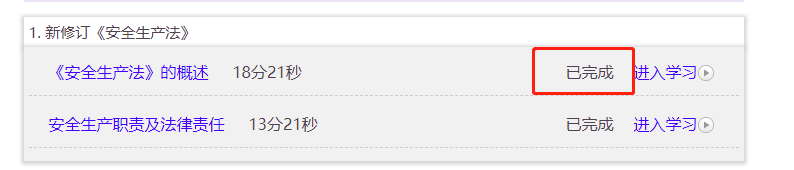 1. 新修订《安全生产法》
《安全生产法》的概述 18分21秒 已完成 进入学习
安全生产职责及法律责任 13分21秒 已完成 进入学习